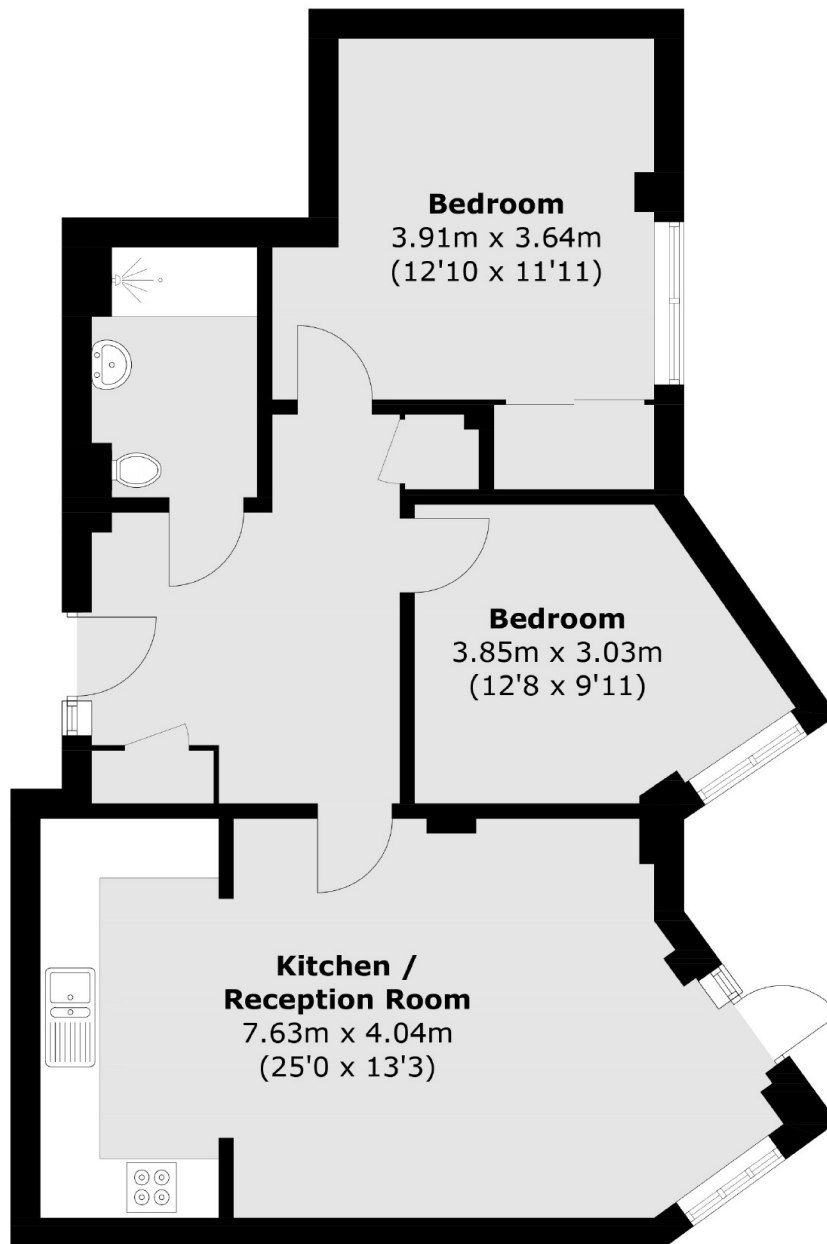 Bedroom
3.91m x 3.64m
(12'10 x 11'11)
Bedroom
3.85m x 3.03m
(12'8 x 9'11)
Kitchen /
Reception Room
7.63m x 4.04m
(25'0 x 13'3)